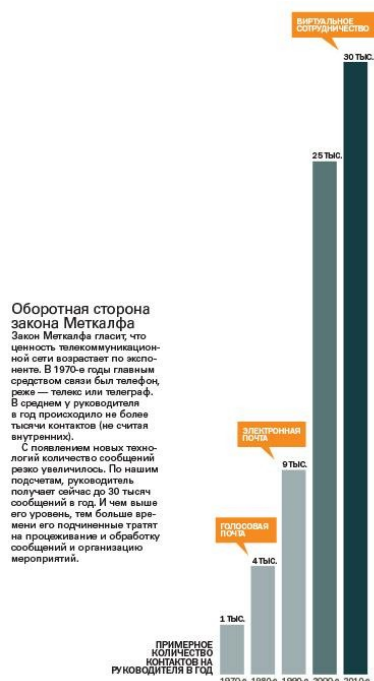 ВИРТУАЛЬНОЕ
СОТРУДНИЧЕСТВО
30 ТЫС.
25 ТЫС.
Оборотная сторона
закона Меткалфа
Закон Меткалфа гласит, что
ценность телекоммуникацион-
ной сети возрастает по экспо-
ненте. В 1970-е годы главным
средством связи был телефон,
реже — телекс или телеграф.
В среднем у руководителя
в год происходило не более
тысячи контактов (не считая
внутренних).
С появлением новых техно-
логий количество сообщений
резко увеличилось. По нашим
подсчетам, руководитель
получает сейчас до 30 тысяч
сообщений в год. И чем выше
его уровень, тем больше вре-
мени его подчиненные тратят
на процеживание и обработку
сообщений и организацию
мероприятий.
ЭЛЕКТРОННАЯ
ПОЧТА
9 ТЫС.
ГОЛОСОВАЯ
ПОЧТА
4 ТЫС.
1 ТЫС.
ПРИМЕРНОЕ
КОЛИЧЕСТВО
КОНТАКТОВ НА
РУКОВОДИТЕЛЯ В ГОД
1970-е 1980-е 1990-е 2000-е 2010-е